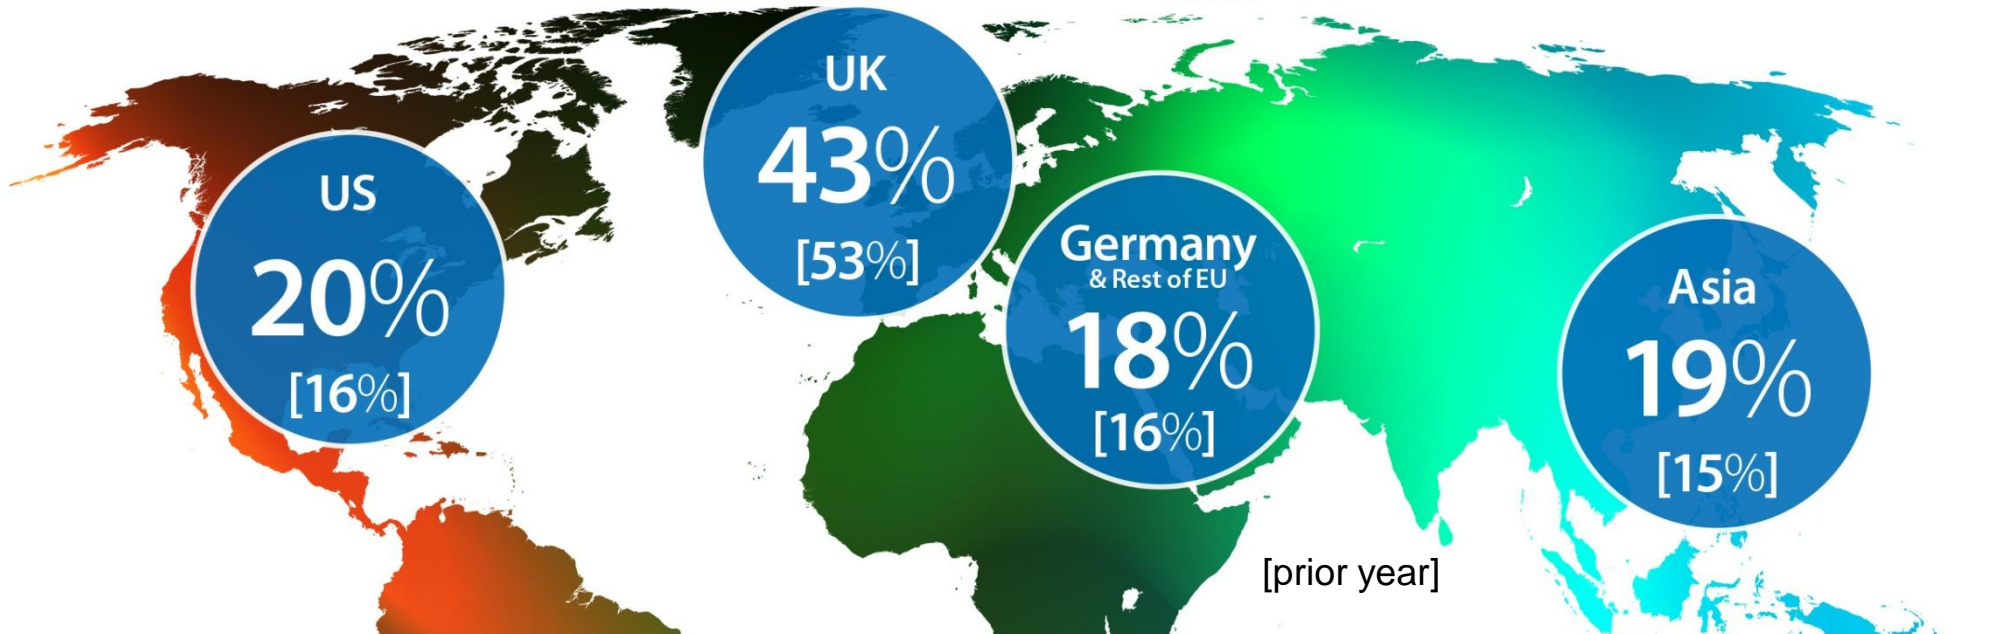 US
20%
[16%]
UK
43%
[53%]
Germany
& Rest of EU
18%
[16%]
Asia
19%
[15%]
[prior year]